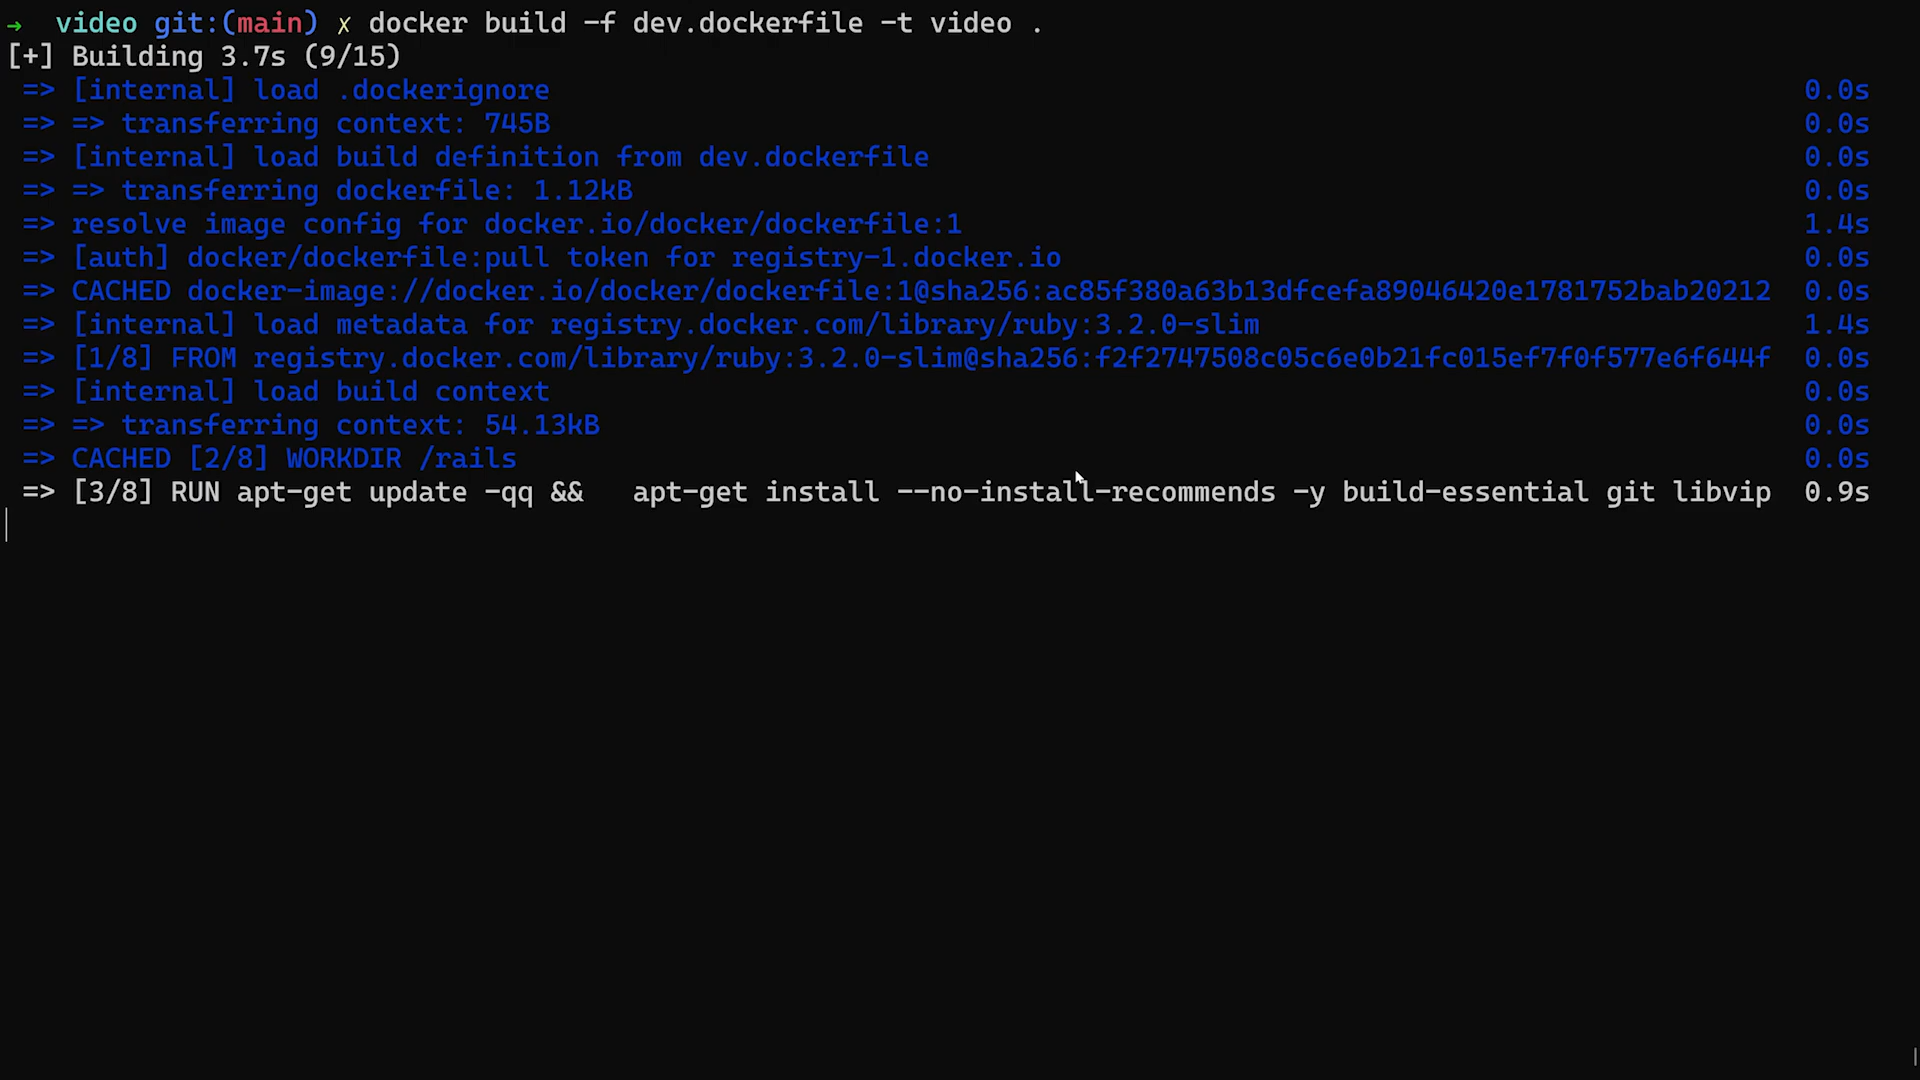 → video git:(main) ✗ docker build -f dev.dockerfile -t video .
[+] Building 3.7s (9/15)
=> [internal] load .dockerignore 0.0s
=> => transferring context: 745B 0.0s
=> [internal] load build definition from dev.dockerfile 0.0s
=> => transferring dockerfile: 1.12kB 0.0s
=> resolve image config for docker.io/docker/dockerfile:1 1.4s
=> [auth] docker/dockerfile:pull token for registry-1.docker.io 0.0s
=> CACHED docker-image://docker.io/docker/dockerfile:1@sha256:ac85f380a63b13dfcefa89046420e1781752bab20212 0.0s
=> [internal] load metadata for registry.docker.com/library/ruby:3.2.0-slim 1.4s
=> [1/8] FROM registry.docker.com/library/ruby:3.2.0-slim@sha256:f2f2747508c05c6e0b21fc015ef7f0f577e6f644f 0.0s
=> [internal] load build context 0.0s
=> => transferring context: 54.13kB 0.0s
=> CACHED [2/8] WORKDIR /rails 0.0s
=> [3/8] RUN apt-get update -qq &&   apt-get install --no-install-recommends -y build-essential git libvip 0.9s